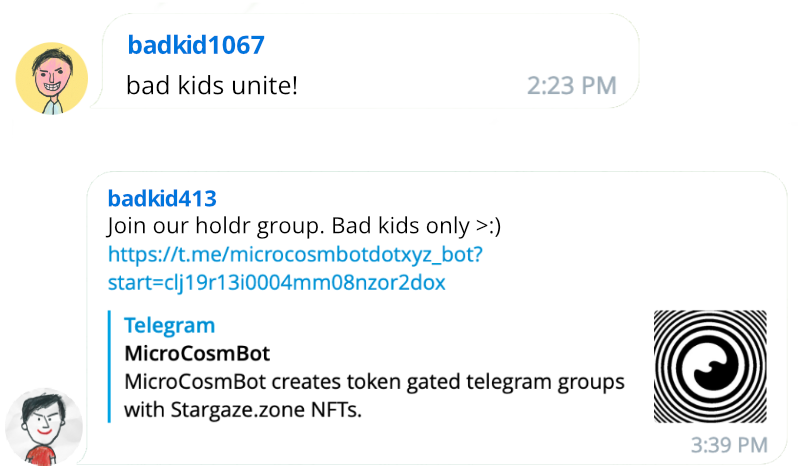 badkid1067
bad kids unite!
2:23 PM
badkid413
Join our holdr group. Bad kids only >:)
https://t.me/microcosmbotdotxyz_bot?
start=clj19r13i0004mm08nzor2dox
Telegram
MicroCosmBot
MicroCosmBot creates token gated telegram groups
with Stargaze.zone NFTs.
3:39 PM